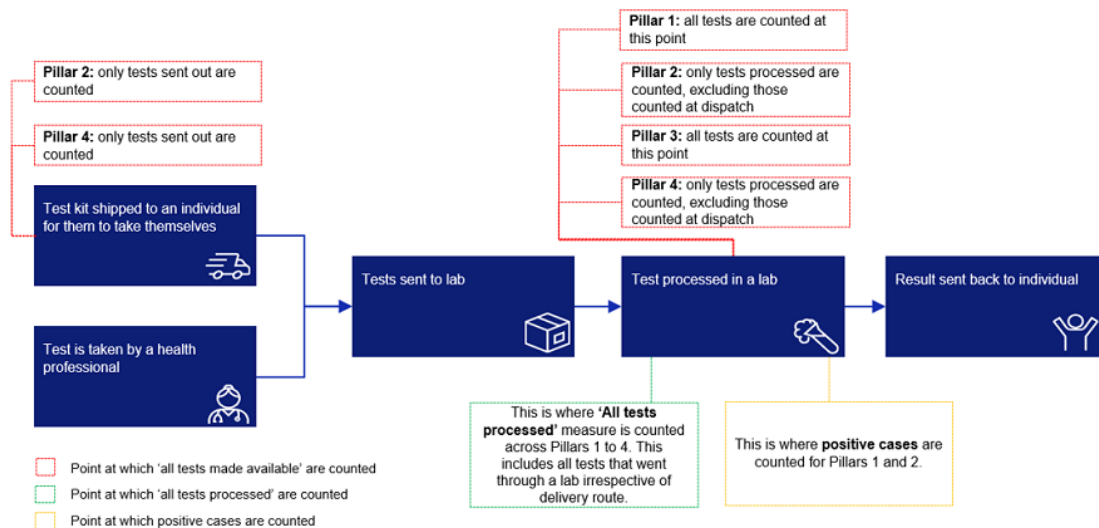 Pillar 1: all tests are counted at
this point
Pillar 2: only tests sent out are
counted
Pillar 2: only tests processed are
counted, excluding those
counted at dispatch
Pillar 4: only tests sent out are
counted
Pillar 3: all tests are counted at
this point
Pillar 4: only tests processed are
counted, excluding those
counted at dispatch
Test kit shipped to an individual
for them to take themselves
Tests sent to lab
Test processed in a lab
Result sent back to individual
Test is taken by a health
professional
This is where ‘All tests
processed’ measure is counted
across Pillars 1 to 4. This
includes all tests that went
through a lab irrespective of
delivery route.
This is where positive cases are
counted for Pillars 1 and 2.
Point at which ‘all tests made available’ are counted
Point at which ‘all tests processed’ are counted
Point at which positive cases are counted